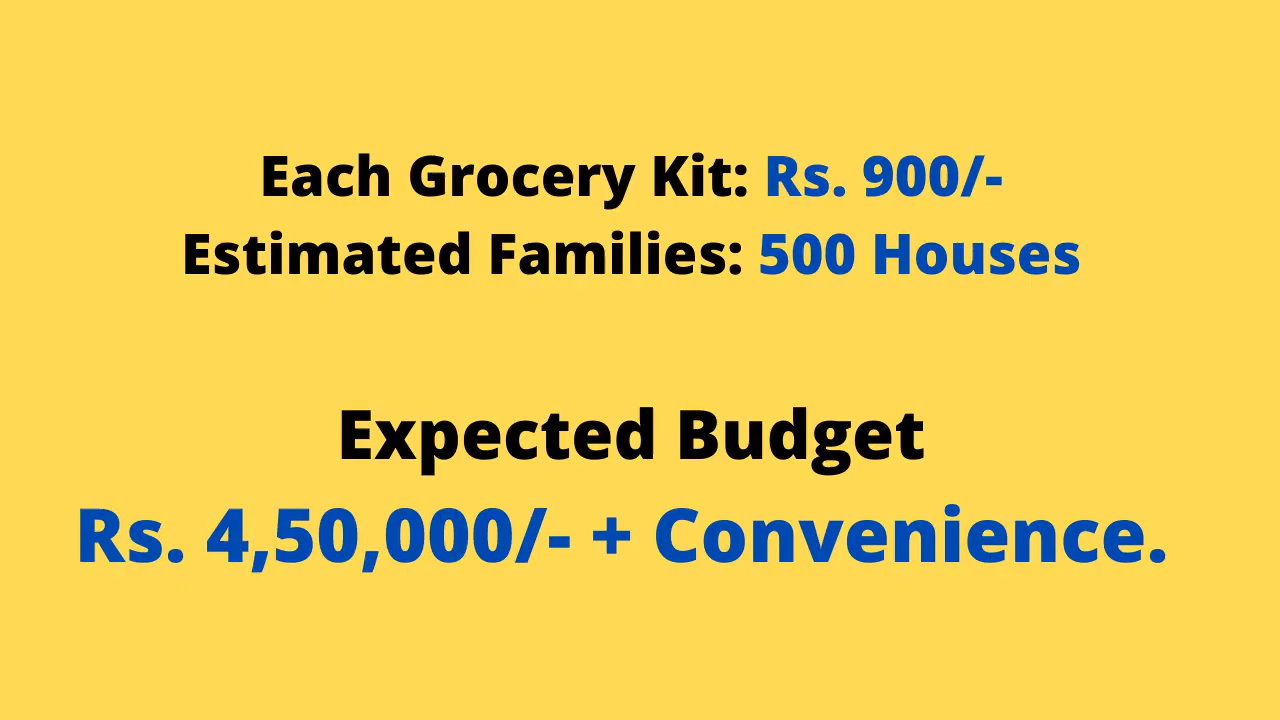 Each Grocery Kit: Rs. 900/-
Estimated Families: 500 Houses
Expected Budget
Rs. 4,50,000/- + Convenience.